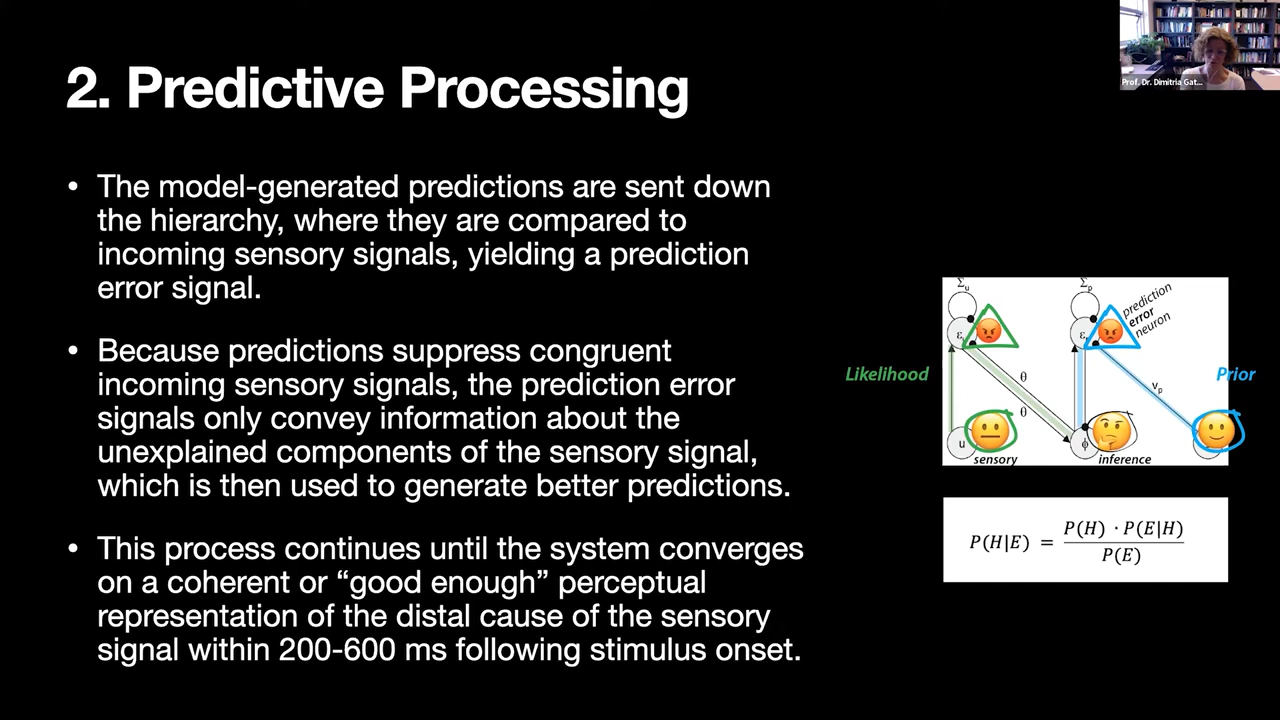 2. Predictive Processing
Prof. Dr. Dimitria Gat...
• The model-generated predictions are sent down
the hierarchy, where they are compared to
incoming sensory signals, yielding a prediction
error signal.
• Because predictions suppress congruent
incoming sensory signals, the prediction error
signals only convey information about the
unexplained components of the sensory signal,
which is then used to generate better predictions.
• This process continues until the system converges
on a coherent or “good enough” perceptual
representation of the distal cause of the sensory
signal within 200-600 ms following stimulus onset.
Σu
Σp
prediction
error
neuron
Likelihood
θ
θ
vp
Prior
u
ϕ
sensory
inference
P(H|E) = P(H) · P(E|H)
P(E)